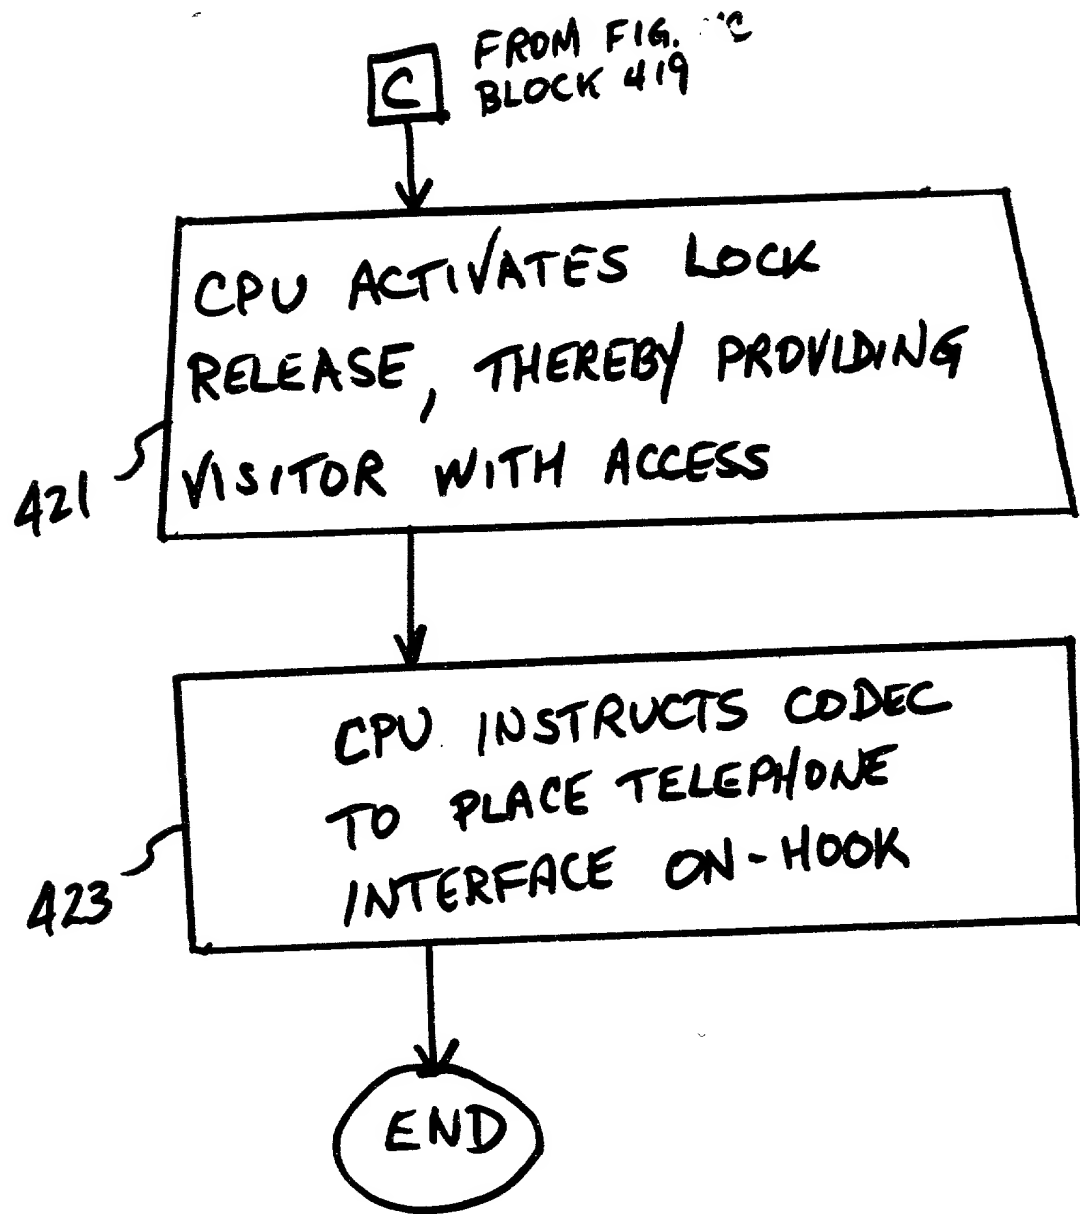 C
FROM FIG.
BLOCK 419
CPU ACTIVATES LOCK
RELEASE, THEREBY PROVIDING
VISITOR WITH ACCESS
421
CPU INSTRUCTS CODEC
TO PLACE TELEPHONE
INTERFACE ON-HOOK
423
END